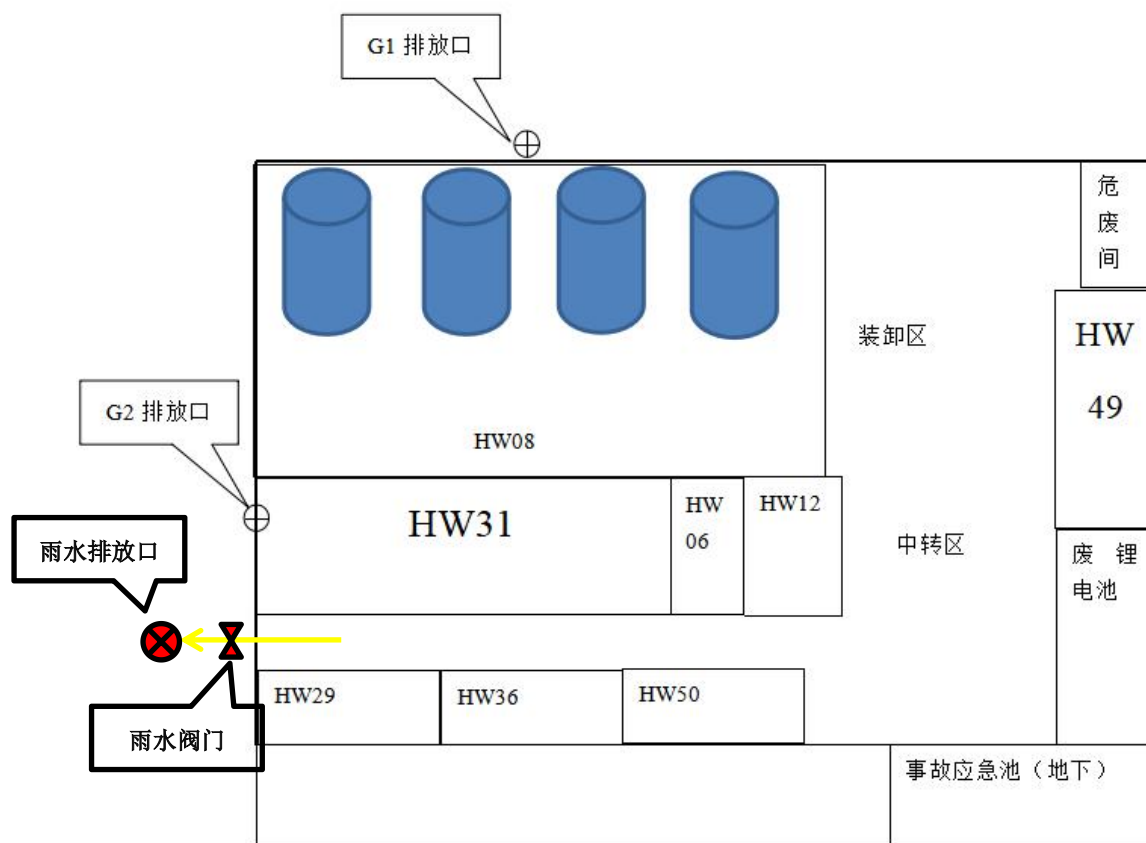 G1 排放口
危
废
间
装卸区
HW
49
G2 排放口
HW08
HW31
HW
06
HW12
中转区
雨水排放口
废 锂
电池
HW29
HW36
HW50
雨水阀门
事故应急池（地下）